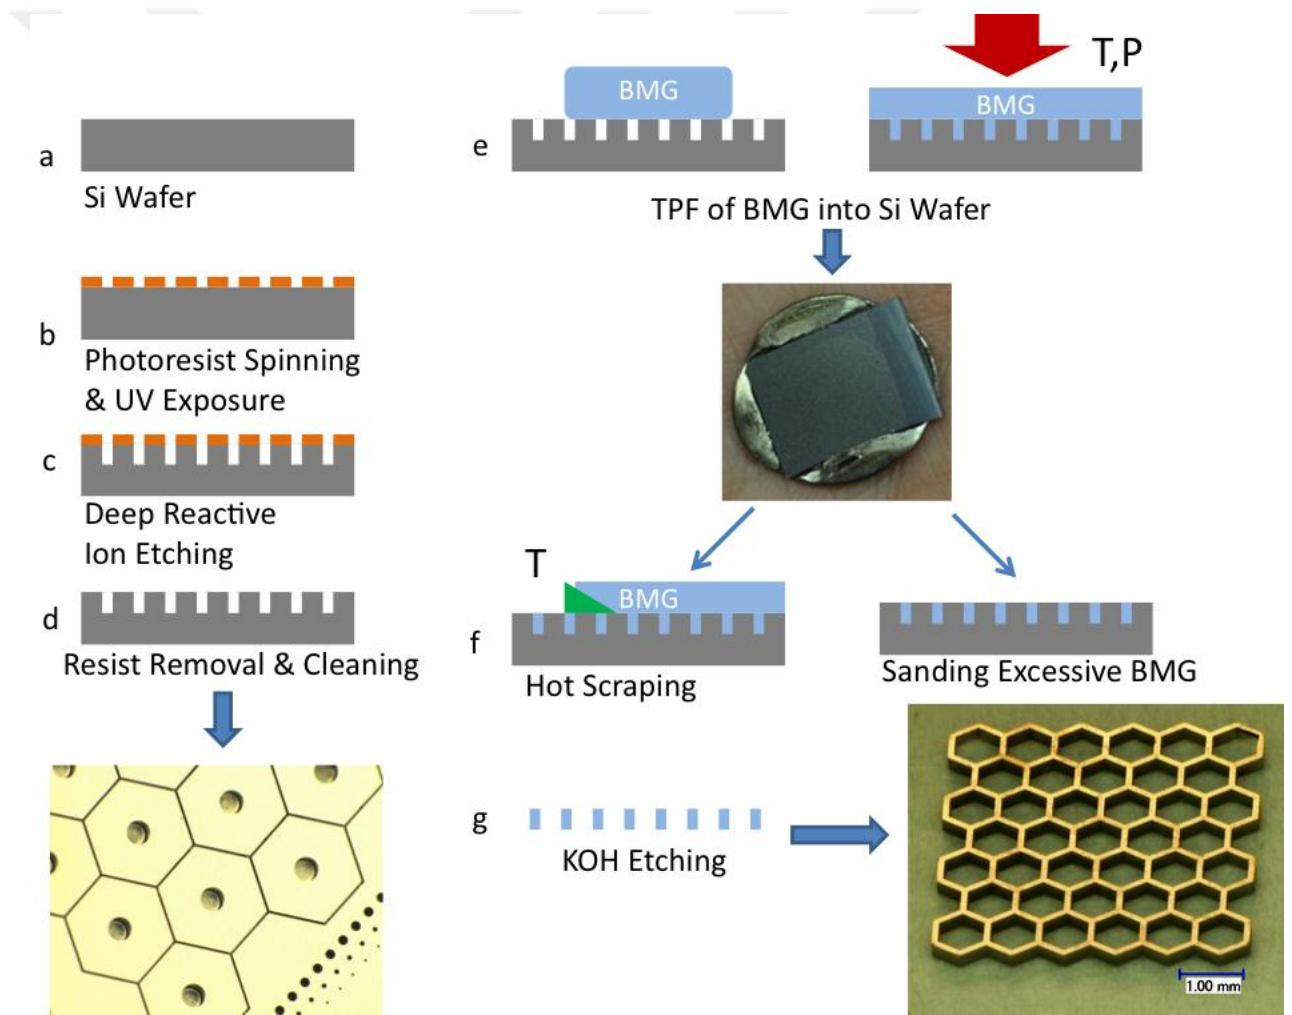 a
Si Wafer
b
Photoresist Spinning
& UV Exposure
c
Deep Reactive
Ion Etching
d
Resist Removal & Cleaning
e
BMG
T,P
BMG
TPF of BMG into Si Wafer
T
BMG
f
Hot Scraping
Sanding Excessive BMG
g
KOH Etching
1.00 mm